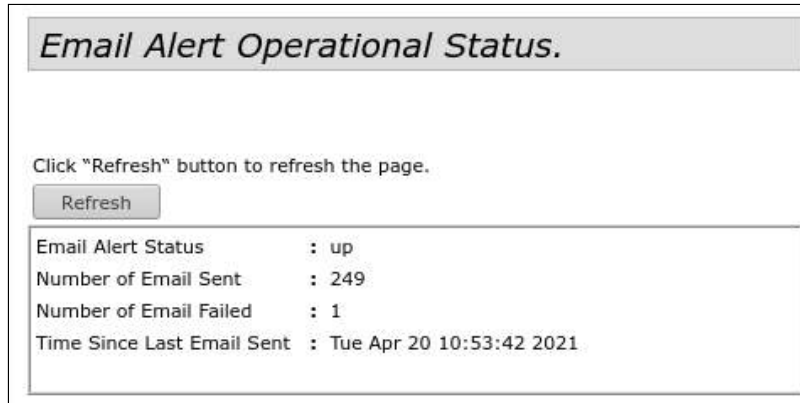 Email Alert Operational Status.
Click “Refresh“ button to refresh the page.
Refresh
Email Alert Status : up
Number of Email Sent : 249
Number of Email Failed : 1
Time Since Last Email Sent : Tue Apr 20 10:53:42 2021